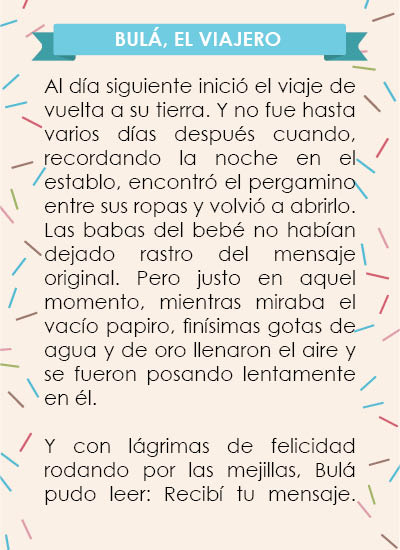 BULÁ, EL VIAJERO
Al día siguiente inició el viaje de
vuelta a su tierra. Y no fue hasta
varios días después cuando,
recordando la noche en el
establo, encontró el pergamino
entre sus ropas y volvió a abrirlo.
Las babas del bebé no habían
dejado rastro del mensaje
original. Pero justo en aquel
momento, mientras miraba el
vacío papiro, finísimas gotas de
agua y de oro llenaron el aire y
se fueron posando lentamente
en él.
Y con lágrimas de felicidad
rodando por las mejillas, Bulá
pudo leer: Recibí tu mensaje.